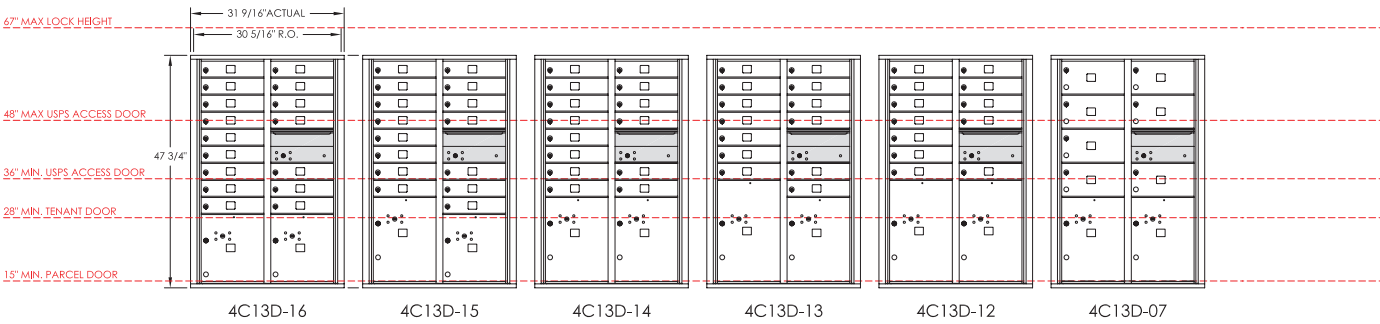 31 9/16"ACTUAL
67" MAX LOCK HEIGHT
30 5/16" R.O.
48" MAX USPS ACCESS DOOR
47 3/4"
36" MIN. USPS ACCESS DOOR
28" MIN. TENANT DOOR
15" MIN. PARCEL DOOR
4C13D-16 4C13D-15 4C13D-14 4C13D-13 4C13D-12 4C13D-07